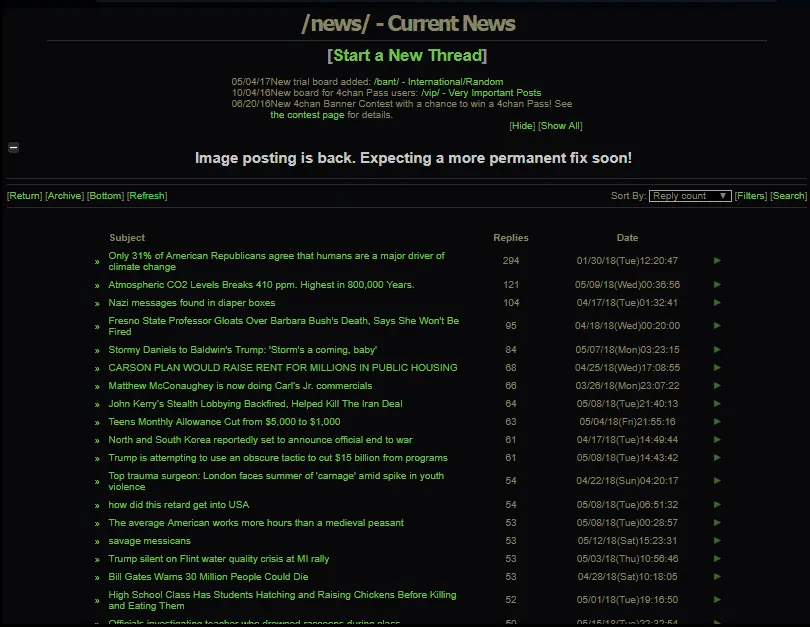 /news/ - Current News
[Start a New Thread]
05/04/17New trial board added: /bant/ - International/Random
10/04/16New board for 4chan Pass users: /vip/ - Very Important Posts
06/20/16New 4chan Banner Contest with a chance to win a 4chan Pass! See
the contest page for details.
[Hide] [Show All]
Image posting is back. Expecting a more permanent fix soon!
[Return] [Archive] [Bottom] [Refresh] Sort By: Reply count ▼ [Filters] [Search]
Subject Replies Date
» Only 31% of American Republicans agree that humans are a major driver of
climate change 294 01/30/18(Tue)12:20:47 ►
» Atmospheric CO2 Levels Breaks 410 ppm. Highest in 800,000 Years. 121 05/09/18(Wed)00:36:56 ►
» Nazi messages found in diaper boxes 104 04/17/18(Tue)01:32:41 ►
» Fresno State Professor Gloats Over Barbara Bush's Death, Says She Won't Be
Fired 95 04/18/18(Wed)00:20:00 ►
» Stormy Daniels to Baldwin's Trump: 'Storm's a coming, baby' 84 05/07/18(Mon)03:23:15 ►
» CARSON PLAN WOULD RAISE RENT FOR MILLIONS IN PUBLIC HOUSING 68 04/25/18(Wed)17:08:55 ►
» Matthew McConaughey is now doing Carl's Jr. commercials 66 03/26/18(Mon)23:07:22 ►
» John Kerry's Stealth Lobbying Backfired, Helped Kill The Iran Deal 64 05/08/18(Tue)21:40:13 ►
» Teens Monthly Allowance Cut from $5,000 to $1,000 63 05/04/18(Fri)21:55:16 ►
» North and South Korea reportedly set to announce official end to war 61 04/17/18(Tue)14:49:44 ►
» Trump is attempting to use an obscure tactic to cut $15 billion from programs 61 05/08/18(Tue)14:43:42 ►
» Top trauma surgeon: London faces summer of 'carnage' amid spike in youth
violence 54 04/22/18(Sun)04:20:17 ►
» how did this retard get into USA 54 05/08/18(Tue)06:51:32 ►
» The average American works more hours than a medieval peasant 53 05/08/18(Tue)00:28:57 ►
» savage messicans 53 05/12/18(Sat)15:23:31 ►
» Trump silent on Flint water quality crisis at MI rally 53 05/03/18(Thu)10:56:46 ►
» Bill Gates Warns 30 Million People Could Die 53 04/28/18(Sat)10:18:05 ►
» High School Class Has Students Hatching and Raising Chickens Before Killing
and Eating Them 52 05/01/18(Tue)19:16:50 ►
» Officials investigating teacher who drowned raccoons during class 50 05/15/18(Tue)22:32:54